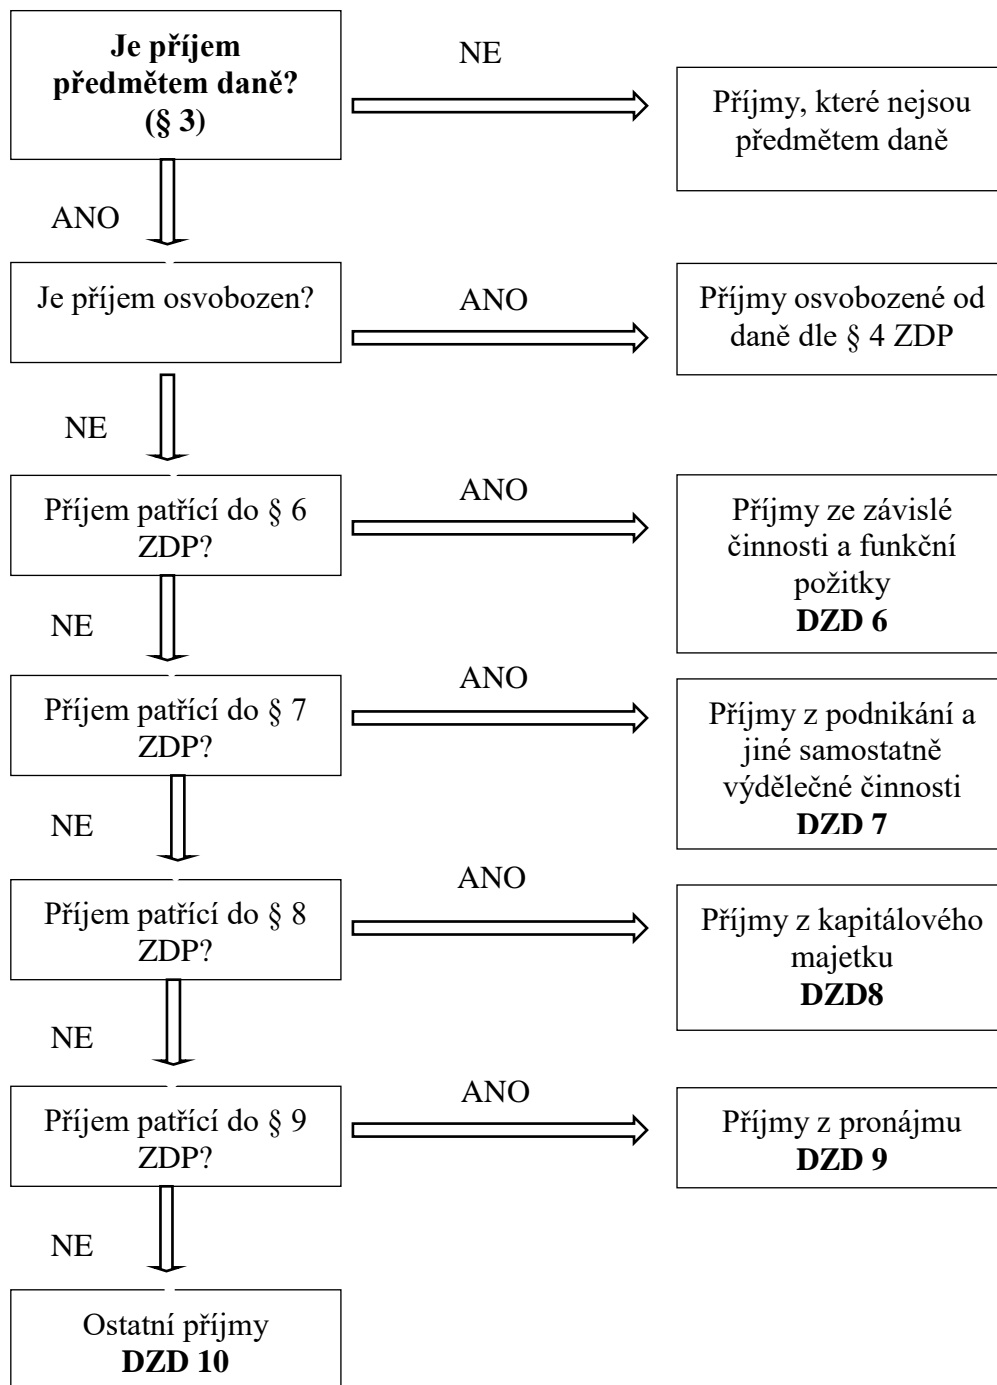 Je příjem
předmětem daně?
(§ 3)
NE
Příjmy, které nejsou
předmětem daně
ANO
Je příjem osvobozen?
ANO
Příjmy osvobozené od
daně dle § 4 ZDP
NE
Příjem patřící do § 6
ZDP?
ANO
Příjmy ze závislé
činnosti a funkční
požitky
DZD 6
NE
Příjem patřící do § 7
ZDP?
ANO
Příjmy z podnikání a
jiné samostatně
výdělečné činnosti
DZD 7
NE
Příjem patřící do § 8
ZDP?
ANO
Příjmy z kapitálového
majetku
DZD8
NE
Příjem patřící do § 9
ZDP?
ANO
Příjmy z pronájmu
DZD 9
NE
Ostatní příjmy
DZD 10